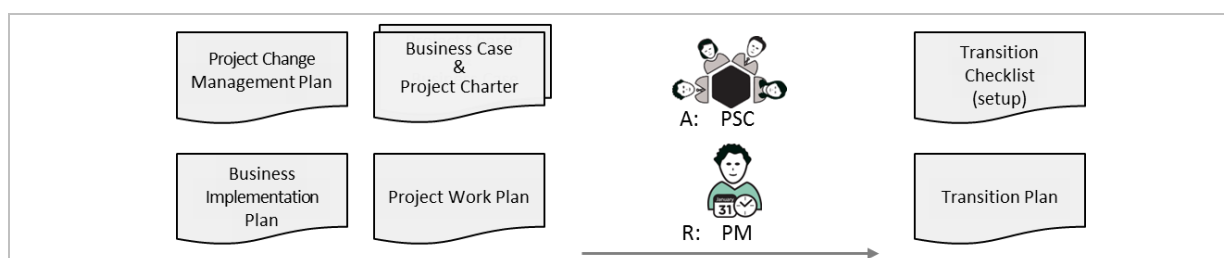 Project Change
Management Plan
Business Case
&
Project Charter
A: PSC
Transition
Checklist
(setup)
Business
Implementation
Plan
Project Work Plan
January
31
R: PM
Transition Plan